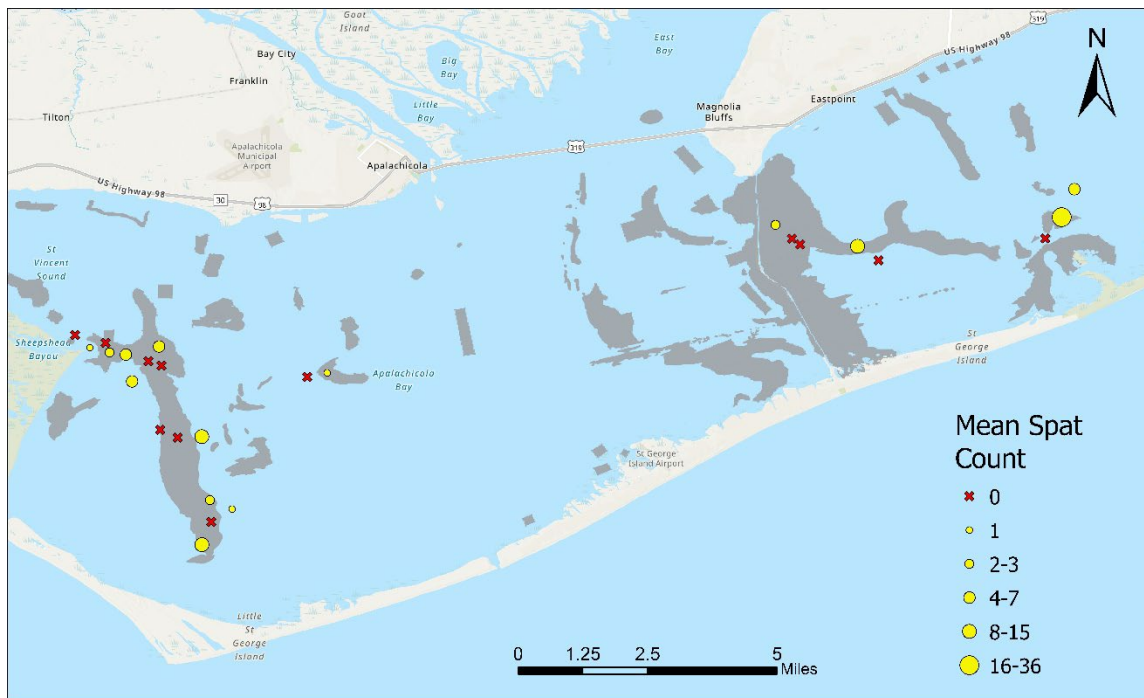 Goat
Island
319
US Highway 98
N
Bay City
East
Bay
Big
Bay
Franklin
Little
Bay
Magnolia
Bluffs
Eastpoint
Tilton
Apalachicola
Municipal
Airport
Apalachicola
319
US Highway 98
30
98
St
Vincent
Sound
Sheepshead
Bayou
Apalachicola
Bay
St
George
Island
St George
Island Airport
Little
St
George
Island
Mean Spat
Count
0
1
2-3
4-7
8-15
16-36
0 1.25 2.5 5
Miles